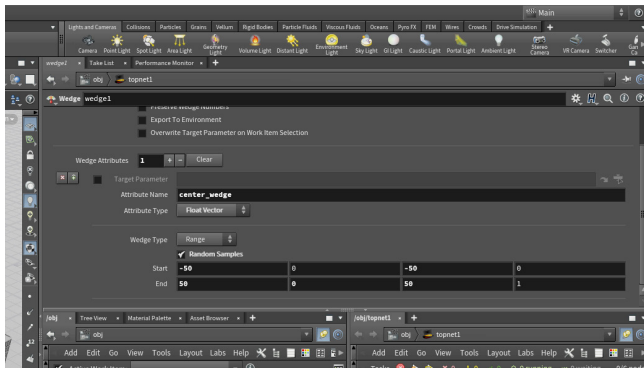 Main
Lights and Cameras Collisions Particles Grains Vellum Rigid Bodies Particle Fluids Viscous Fluids Oceans Pyro FX FEM Wires Crowds Drive Simulation
Camera Point Light Spot Light Area Light Geometry Light Volume Light Distant Light Environment Light Sky Light GI Light Caustic Light Portal Light Ambient Light Stereo Camera VR Camera Switcher
wedge1 Take List Performance Monitor
obj topnet1
Wedge wedge1
Preserve Wedge Numbers
Export To Environment
Overwrite Target Parameter on Work Item Selection
Wedge Attributes 1 + - Clear
Target Parameter
Attribute Name center_wedge
Attribute Type Float Vector
Wedge Type Range
Random Samples
Start -50 0 -50 0
End 50 0 50 1
/obj Tree View Material Palette Asset Browser /obj/topnet1
obj obj topnet1
Add Edit Go View Tools Layout Labs Help Add Edit Go View Tools Layout Labs Help